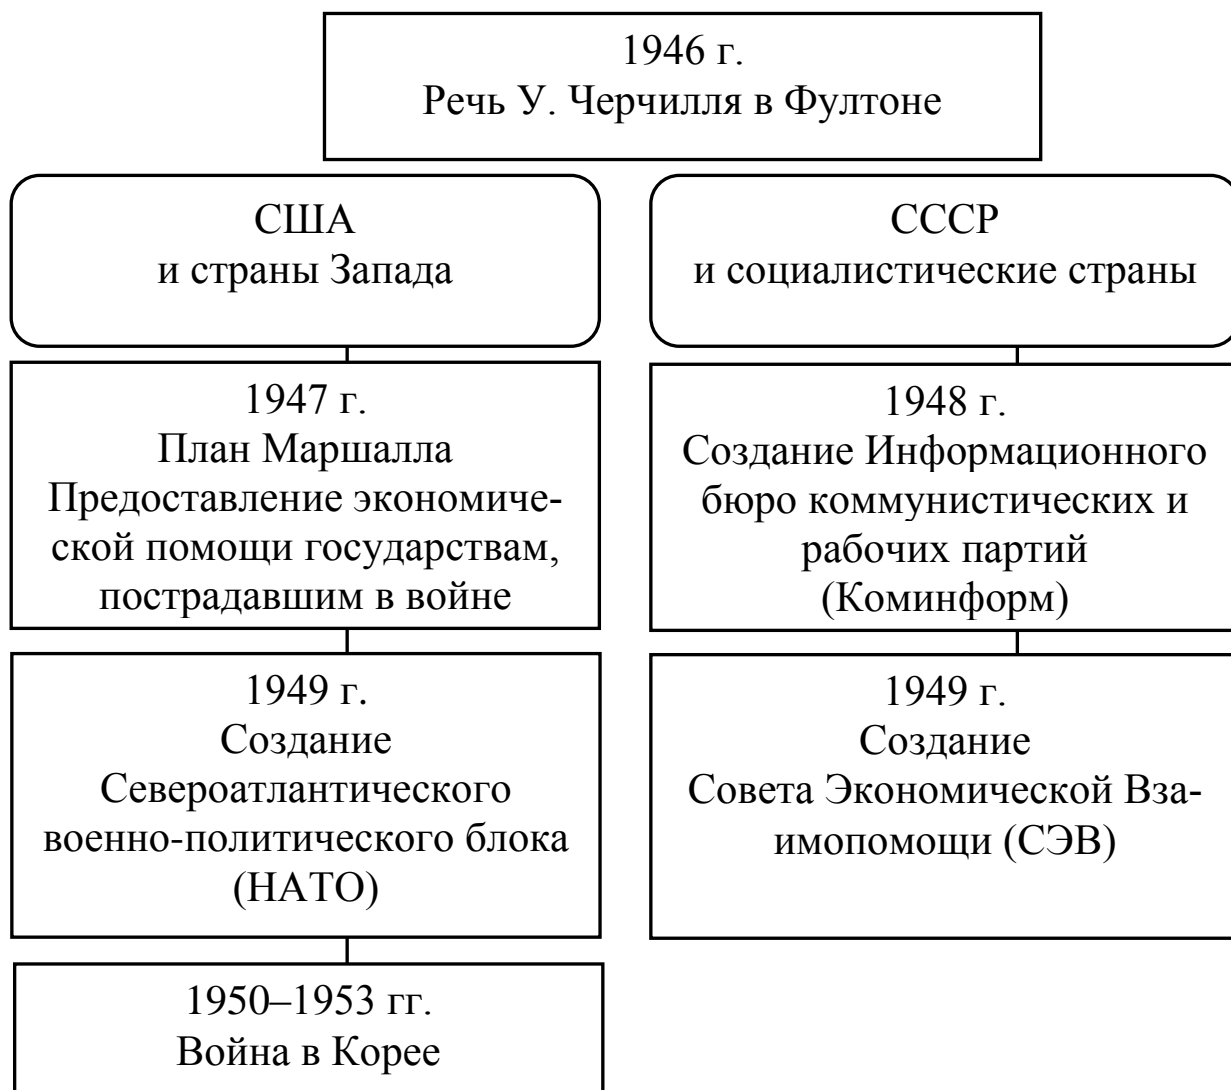 1946 г.
Речь У. Черчилля в Фултоне
США
и страны Запада
СССР
и социалистические страны
1947 г.
План Маршалла
Предоставление экономиче-
ской помощи государствам,
пострадавшим в войне
1948 г.
Создание Информационного
бюро коммунистических и
рабочих партий
(Коминформ)
1949 г.
Создание
Североатлантического
военно-политического блока
(НАТО)
1949 г.
Создание
Совета Экономической Вза-
имопомощи (СЭВ)
1950–1953 гг.
Война в Корее